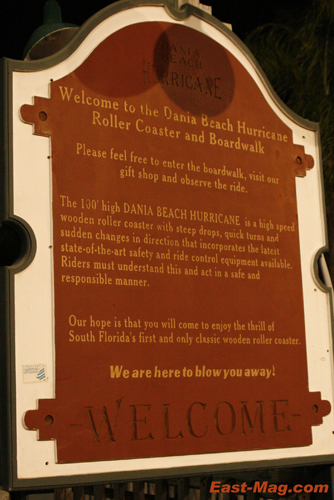 DANIA
BEACH
HURRICANE
Welcome to the Dania Beach Hurricane
Roller Coaster and Boardwalk
Please feel free to enter the boardwalk, visit our
gift shop and observe the ride.
The 100' high DANIA BEACH HURRICANE is a high speed
wooden roller coaster with steep drops, quick turns and
sudden changes in direction that incorporates the latest
state-of-the-art safety and ride control equipment available.
Riders must understand this and act in a safe and
responsible manner.
Our hope is that you will come to enjoy the thrill of
South Florida's first and only classic wooden roller coaster.
We are here to blow you away!
-WELCOME-
East-Mag.com